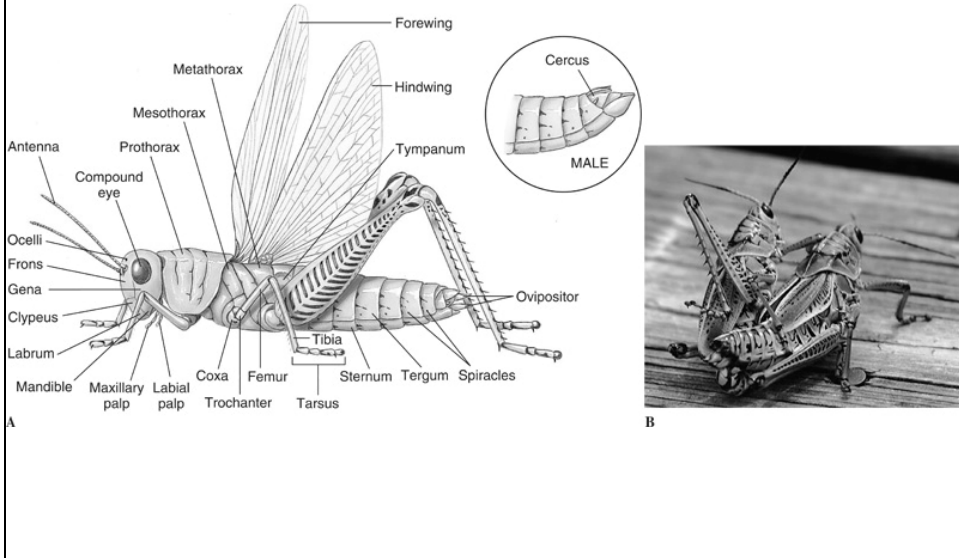 Forewing
Metathorax
Cercus
Hindwing
Mesothorax
Antenna
Prothorax
Tympanum
MALE
Compound
eye
Ocelli
Frons
Gena
Ovipositor
Clypeus
Tibia
Labrum
Mandible
Maxillary
palp
Labial
palp
Coxa
Femur
Sternum
Tergum
Spiracles
Trochanter
Tarsus
A
B